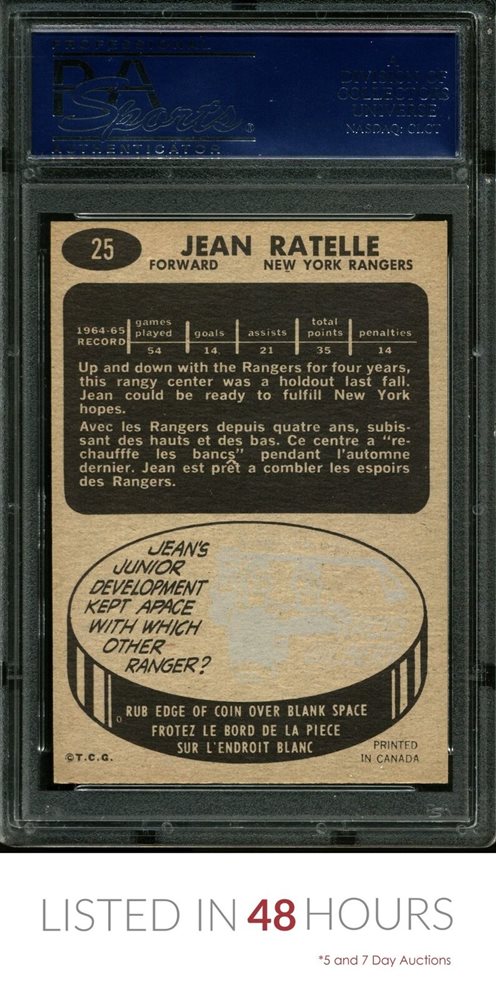 PROFESSIONAL
PSA
Sports®
AUTHENTICATOR
A
DIVISION OF
COLLECTORS
UNIVERSE
NASDAQ: CLCT
25
JEAN RATELLE
FORWARD NEW YORK RANGERS
1964-65 RECORD games played goals assists total points penalties
54 14 21 35 14
Up and down with the Rangers for four years,
this rangy center was a holdout last fall.
Jean could be ready to fulfill New York
hopes.
Avec les Rangers depuis quatre ans, subis-
sant des hauts et des bas. Ce centre a “re-
chaufffe les bancş” pendant l’automne
dernier. Jean est prêt a combler les espoirs
des Rangers.
JEAN'S
JUNIOR
DEVELOPMENT
KEPT APACE
WITH WHICH
OTHER
RANGER?
RUB EDGE OF COIN OVER BLANK SPACE
FROTEZ LE BORD DE LA PIECE
SUR L'ENDROIT BLANC
©T.C.G.
PRINTED
IN CANADA
LISTED IN 48 HOURS
*5 and 7 Day Auctions